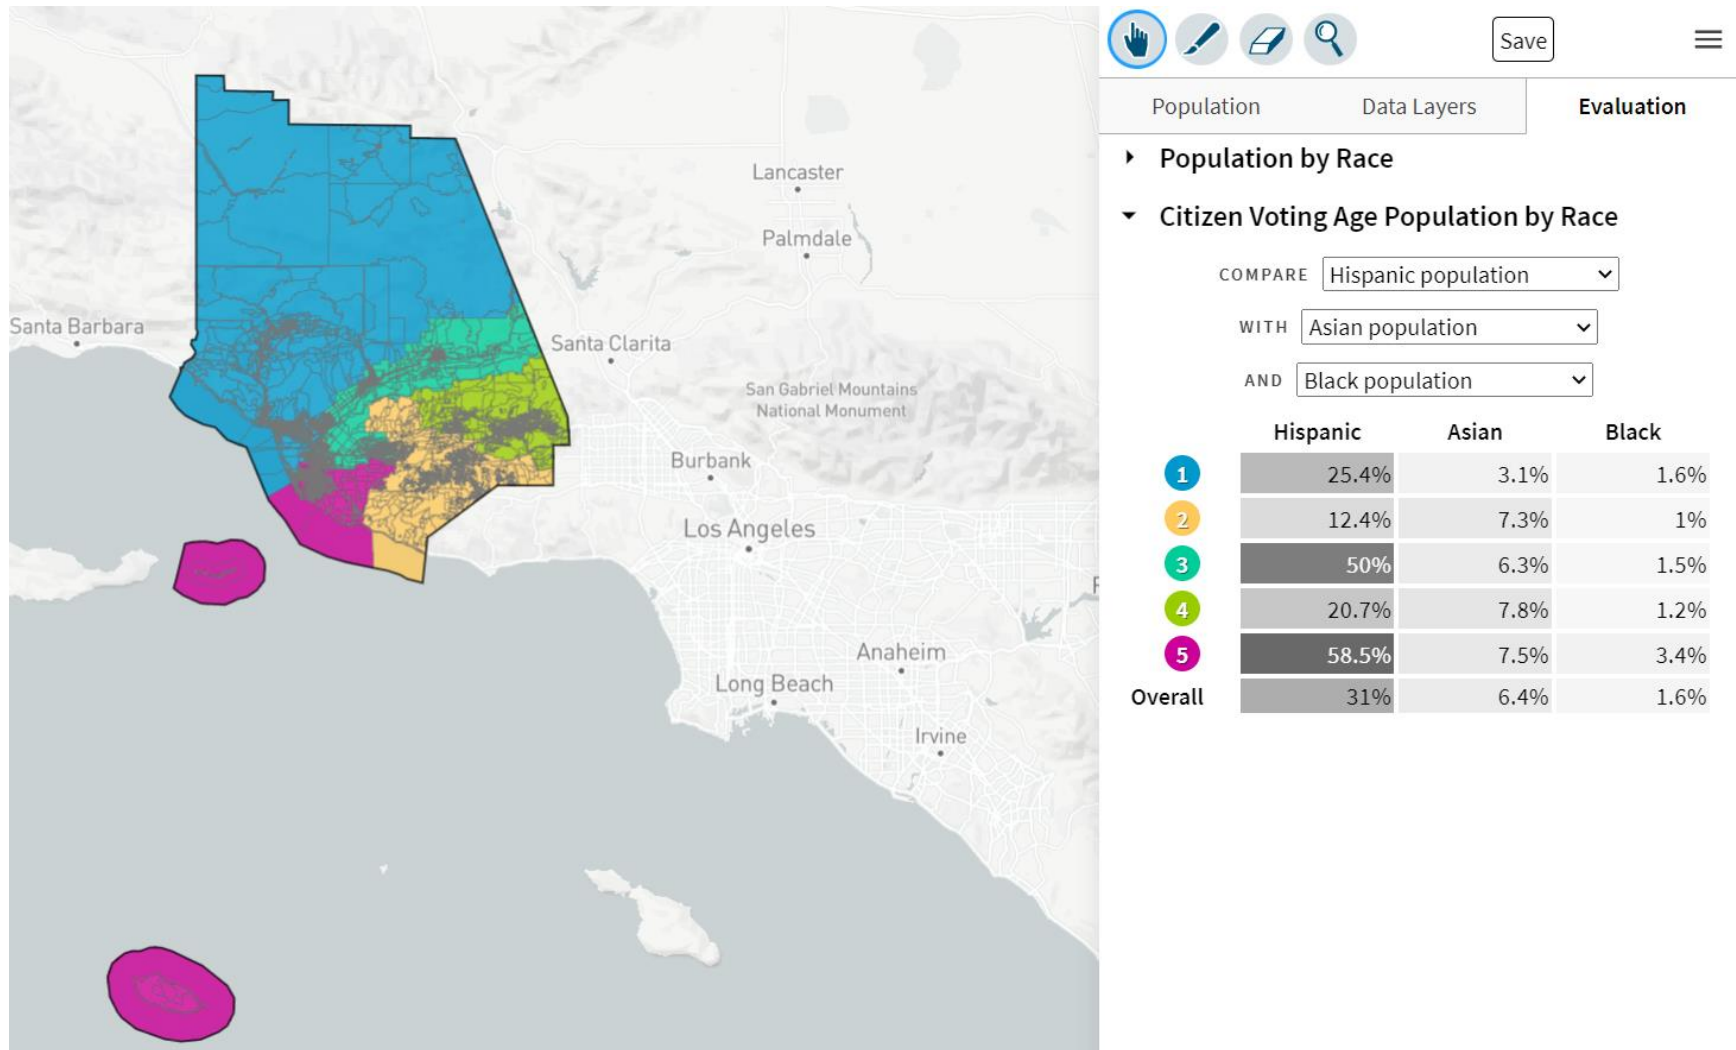 Lancaster
Palmdale
Santa Barbara
Santa Clarita
San Gabriel Mountains
National Monument
Burbank
Los Angeles
Anaheim
Long Beach
Irvine
Save
Population Data Layers Evaluation
Population by Race
Citizen Voting Age Population by Race
COMPARE Hispanic population
WITH Asian population
AND Black population
Hispanic Asian Black
1 25.4% 3.1% 1.6%
2 12.4% 7.3% 1%
3 50% 6.3% 1.5%
4 20.7% 7.8% 1.2%
5 58.5% 7.5% 3.4%
Overall 31% 6.4% 1.6%